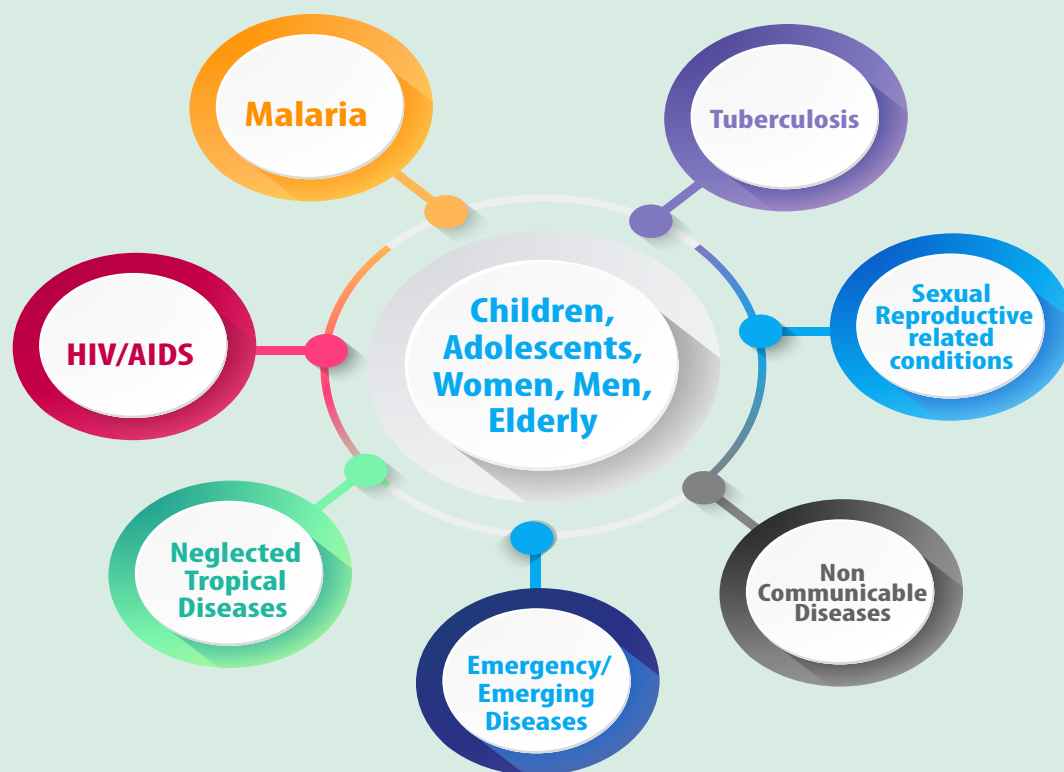 Malaria
Tuberculosis
Children,
Adolescents,
Women, Men,
Elderly
Sexual
Reproductive
related
conditions
HIV/AIDS
Neglected
Tropical
Diseases
Non
Communicable
Diseases
Emergency/
Emerging
Diseases